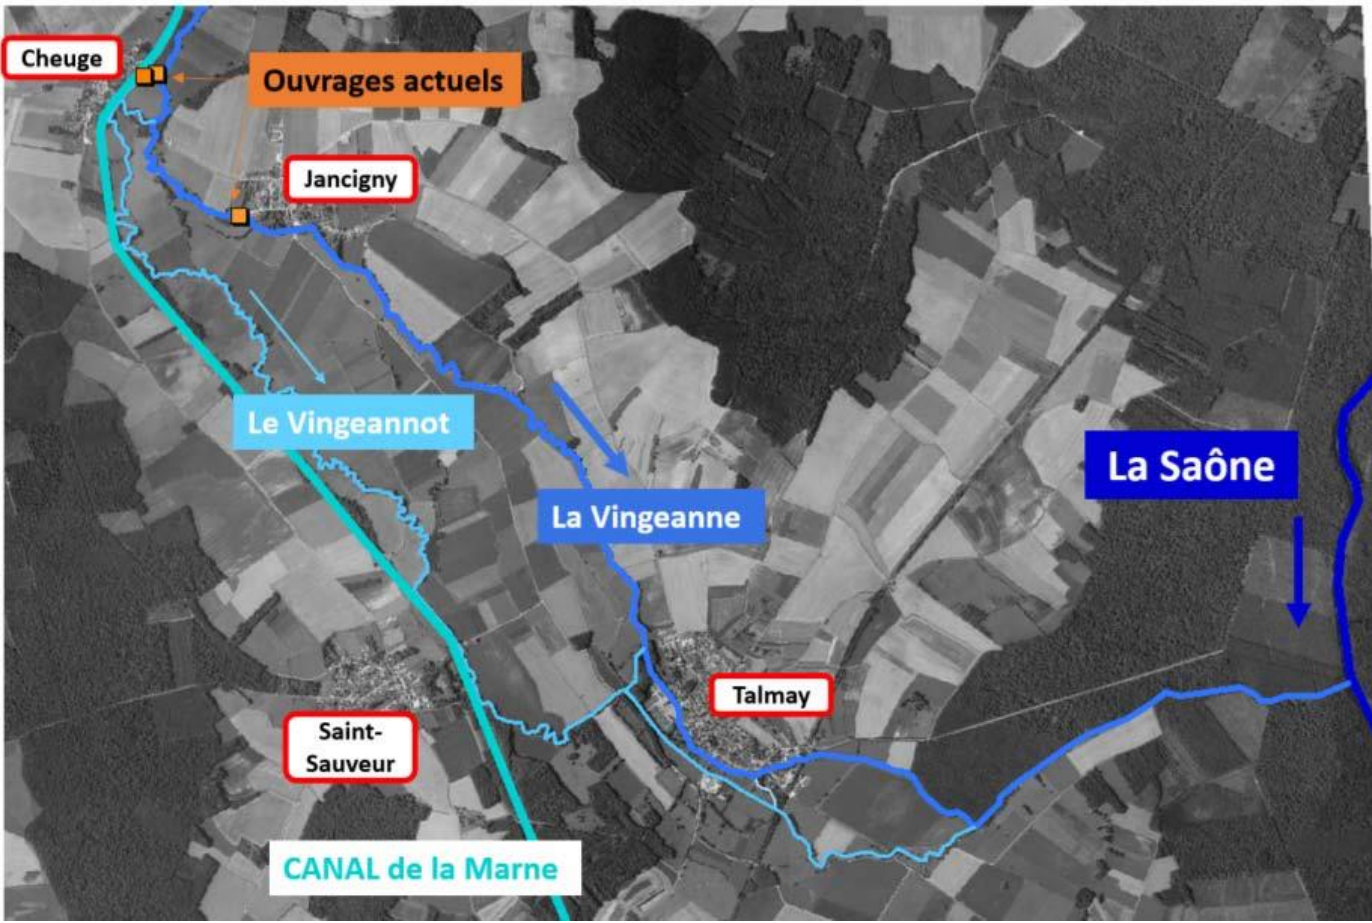 Cheuge
Ouvrages actuels
Jancigny
Le Vingeannot
La Saône
La Vingeanne
Talmay
Saint-
Sauveur
CANAL de la Marne